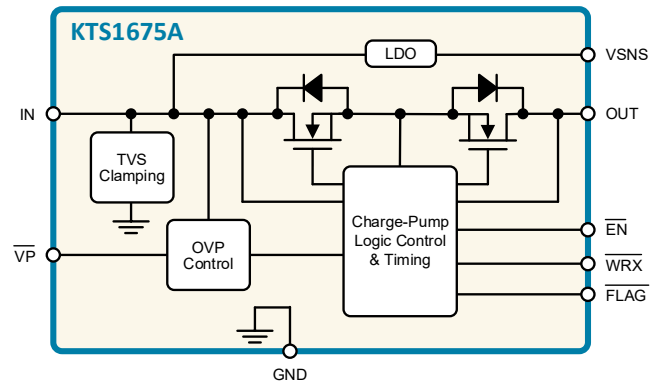 KTS1675A
LDO
VSNS
IN
OUT
TVS
Clamping
Charge-Pump
Logic Control
& Timing
EN
VP
OVP
Control
WRX
FLAG
GND